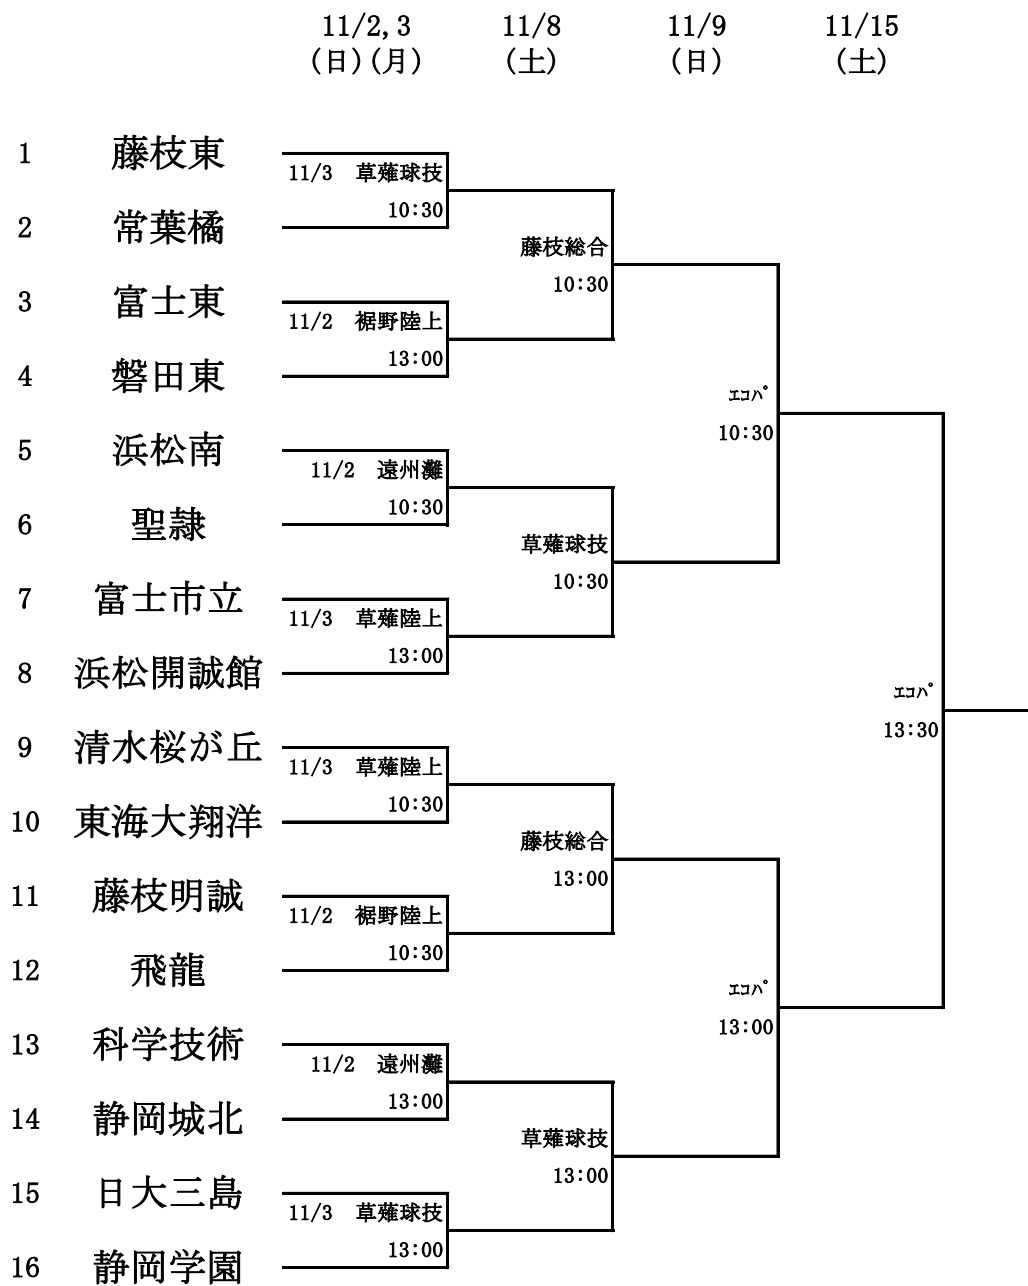 11/2,3 11/8 11/9 11/15
(日)(月) (土) (日) (土)
1 藤枝東
11/3 草薙球技
10:30
2 常葉橘
藤枝総合
10:30
3 富士東
11/2 裾野陸上
13:00
4 磐田東
エコパ
10:30
5 浜松南
11/2 遠州灘
10:30
6 聖隷
草薙球技
10:30
7 富士市立
11/3 草薙陸上
13:00
8 浜松開誠館
エコパ
13:30
9 清水桜が丘
11/3 草薙陸上
10:30
10 東海大翔洋
藤枝総合
13:00
11 藤枝明誠
11/2 裾野陸上
10:30
12 飛龍
エコパ
13:00
13 科学技術
11/2 遠州灘
13:00
14 静岡城北
草薙球技
13:00
15 日大三島
11/3 草薙球技
13:00
16 静岡学園